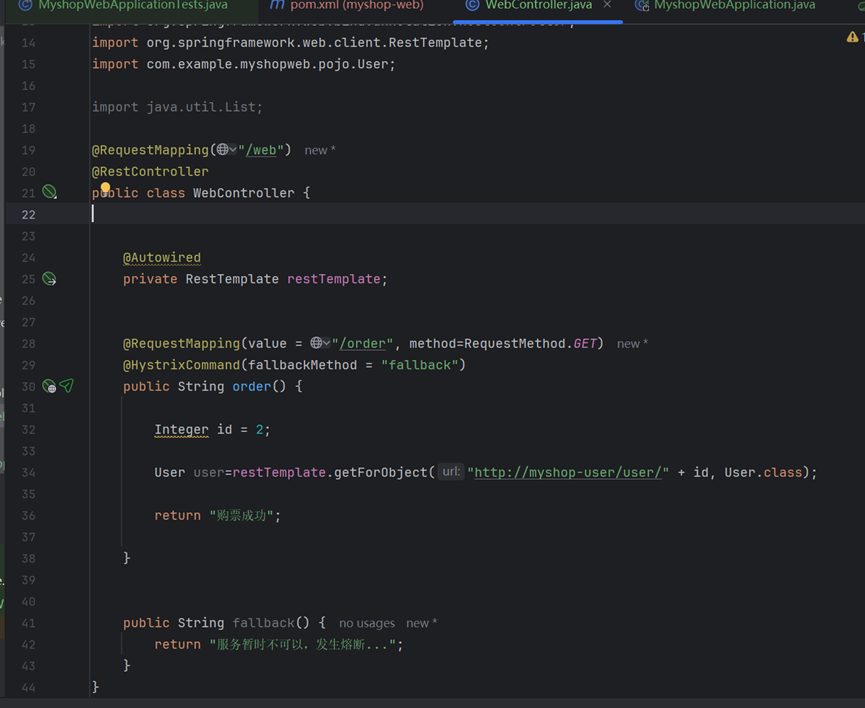 MyshopWebApplicationTests.java pom.xml (myshop-web) WebController.java MyshopWebApplication.java
14 import org.springframework.web.client.RestTemplate;
15 import com.example.myshopweb.pojo.User;
16
17 import java.util.List;
18
19 @RequestMapping("/web") new *
20 @RestController
21 public class WebController {
22
23
24 @Autowired
25 private RestTemplate restTemplate;
26
27
28 @RequestMapping(value = "/order", method=RequestMethod.GET) new *
29 @HystrixCommand(fallbackMethod = "fallback")
30 public String order() {
31
32 Integer id = 2;
33
34 User user=restTemplate.getForObject( url: "http://myshop-user/user/" + id, User.class);
35
36 return "购票成功";
37
38 }
39
40
41 public String fallback() { no usages new *
42 return "服务暂时不可以，发生熔断...";
43 }
44 }